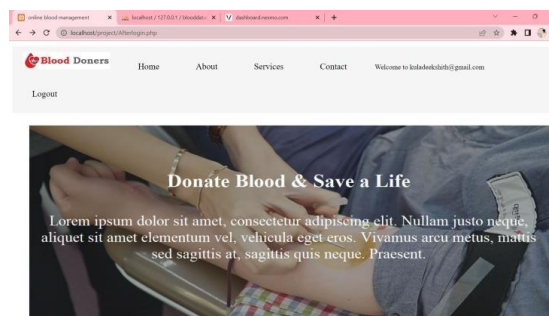 online blood management
localhost / 127.0.0.1 /
dashboard.nexmo.com
localhost/project/Afterlogin.php
Blood Doners
Home
About
Services
Contact
Welcome to
Logout
Donate Blood & Save a Life
Lorem ipsum dolor sit amet, consectetur adipiscing elit. Nullam justo neque,
aliquet sit amet elementum vel, vehicula eget eros. Vivamus arcu metus, mattis
sed sagittis at, sagittis quis neque. Praesent.